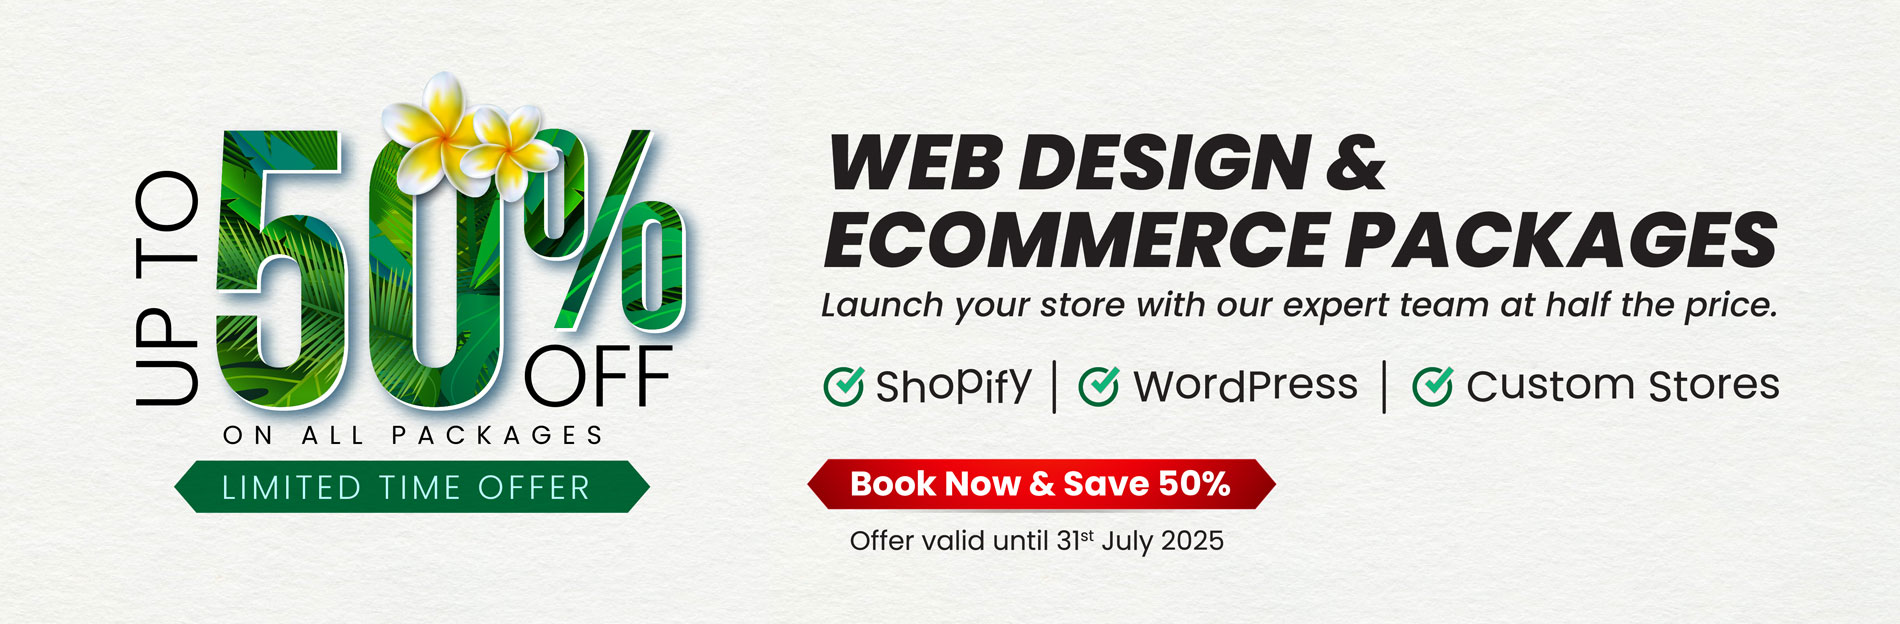 UP TO
50%
OFF
ON ALL PACKAGES
LIMITED TIME OFFER
WEB DESIGN &
ECOMMERCE PACKAGES
Launch your store with our expert team at half the price.
Shopify | WordPress | Custom Stores
Book Now & Save 50%
Offer valid until 31st July 2025